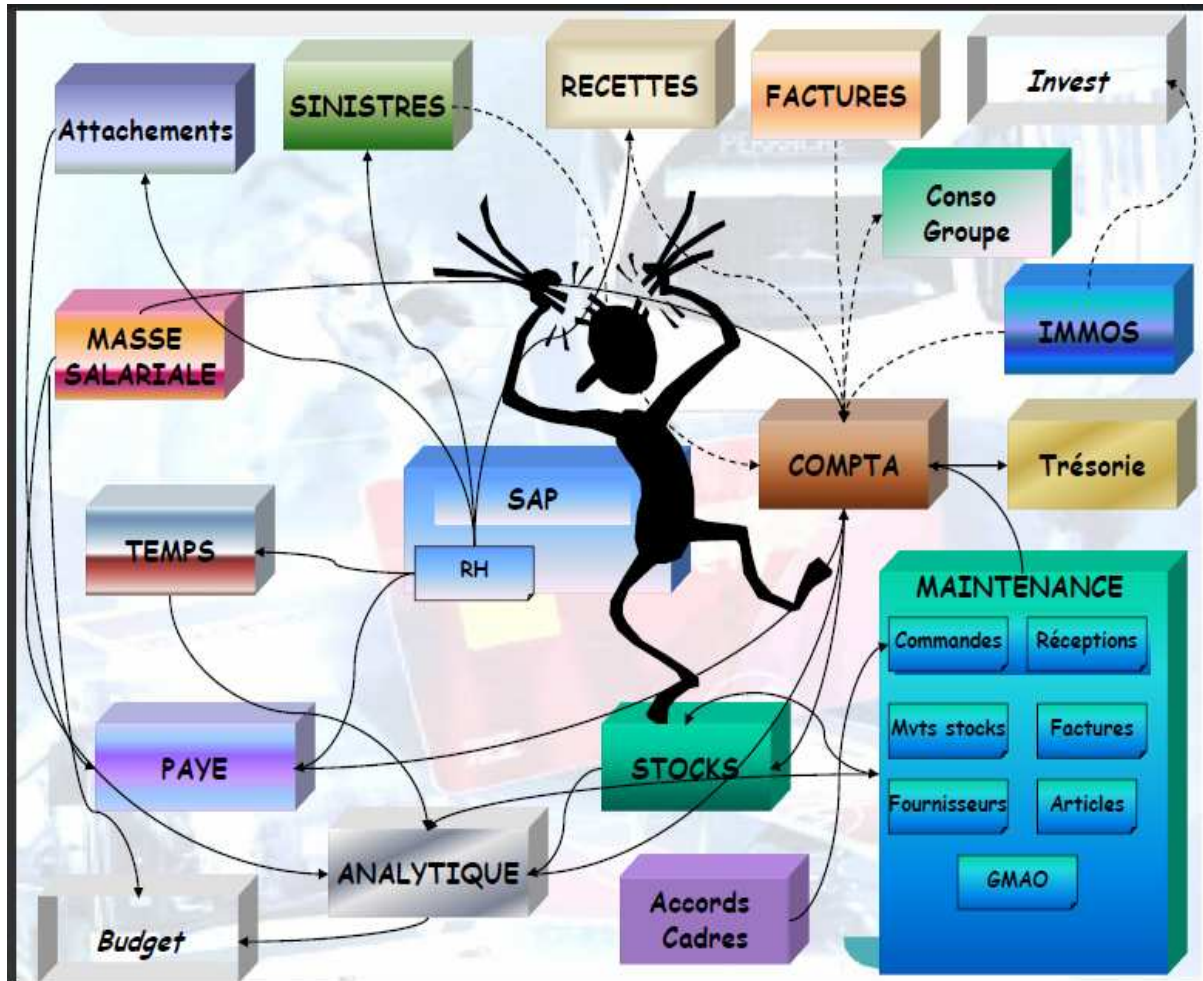 Attachements
SINISTRES
RECETTES
FACTURES
Invest
PERRACHE
Conso
Groupe
MASSE
SALARIALE
IMMOS
SAP
COMPTA
Trésorie
TEMPS
RH
MAINTENANCE
Commandes
Réceptions
PAYE
STOCKS
Mvts stocks
Factures
Fournisseurs
Articles
ANALYTIQUE
GMAO
Accords
Cadres
Budget